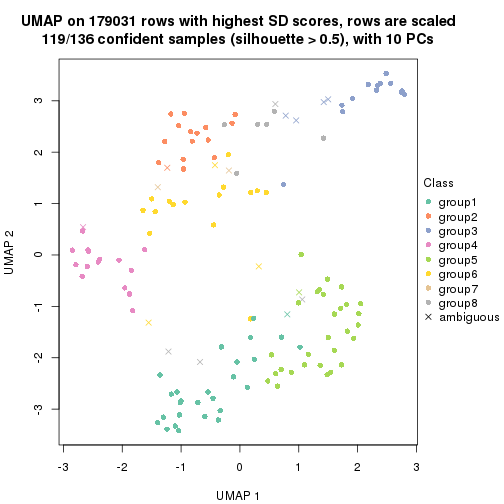 UMAP on 179031 rows with highest SD scores, rows are scaled
119/136 confident samples (silhouette > 0.5), with 10 PCs
3
2
1
0
-1
-2
-3
UMAP 2
-3
-2
-1
0
1
2
3
UMAP 1
Class
group1
group2
group3
group4
group5
group6
group7
group8
ambiguous